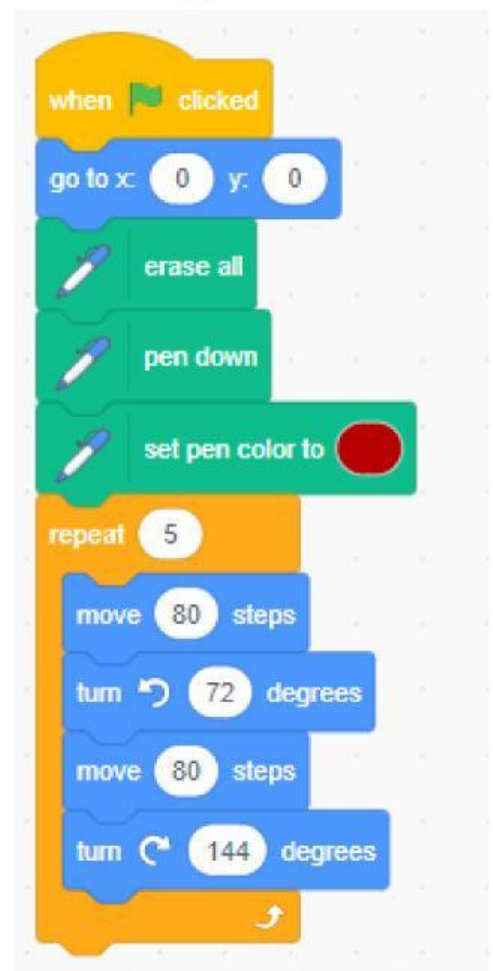 when clicked
go to x: 0 y: 0
erase all
pen down
set pen color to
repeat 5
move 80 steps
turn 72 degrees
move 80 steps
turn 144 degrees